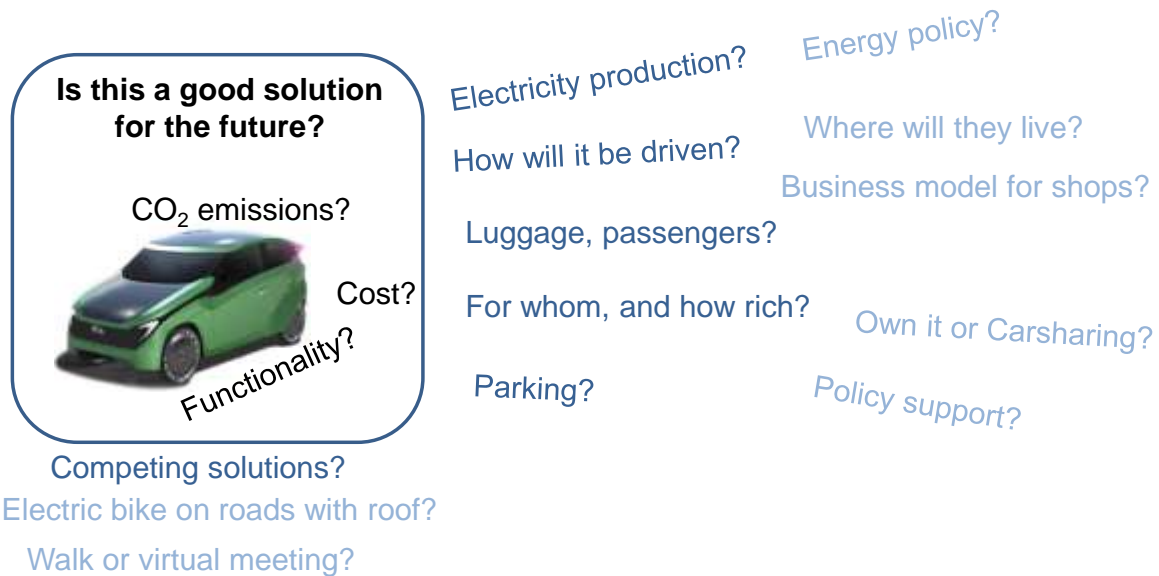 Is this a good solution
for the future?
CO₂ emissions?
Cost?
Functionality?
Electricity production?
How will it be driven?
Luggage, passengers?
For whom, and how rich?
Parking?
Energy policy?
Where will they live?
Business model for shops?
Own it or Carsharing?
Policy support?
Competing solutions?
Electric bike on roads with roof?
Walk or virtual meeting?